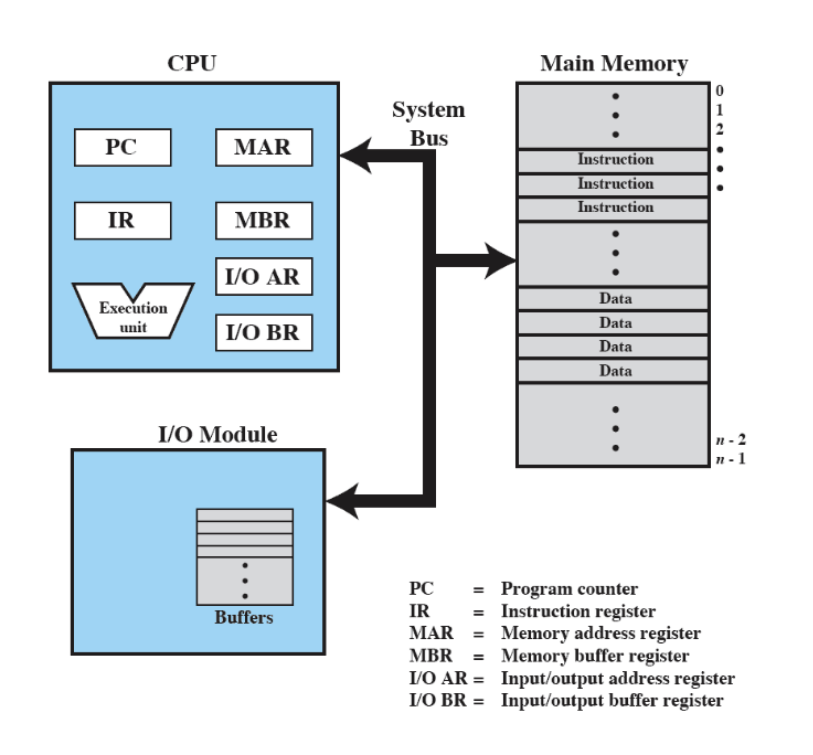 CPU
PC
MAR
IR
MBR
I/O AR
I/O BR
Execution
unit
System
Bus
Main Memory
0
1
2
Instruction
Instruction
Instruction
Data
Data
Data
Data
n - 2
n - 1
I/O Module
Buffers
PC = Program counter
IR = Instruction register
MAR = Memory address register
MBR = Memory buffer register
I/O AR = Input/output address register
I/O BR = Input/output buffer register